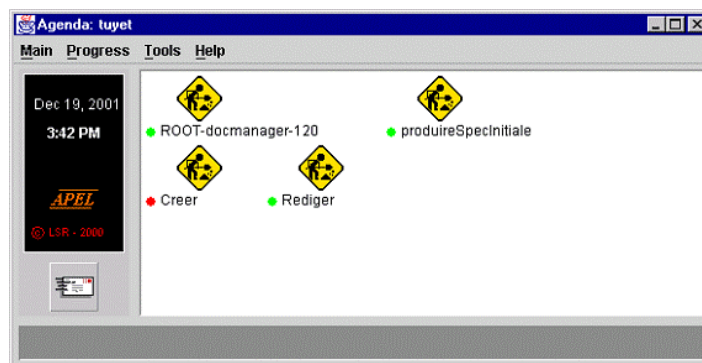 Agenda: tuyet
Main Progress Tools Help
Dec 19, 2001
3:42 PM
APEL
© LSR - 2000
ROOT-docmanager-120 produireSpecInitiale
Creer Rediger